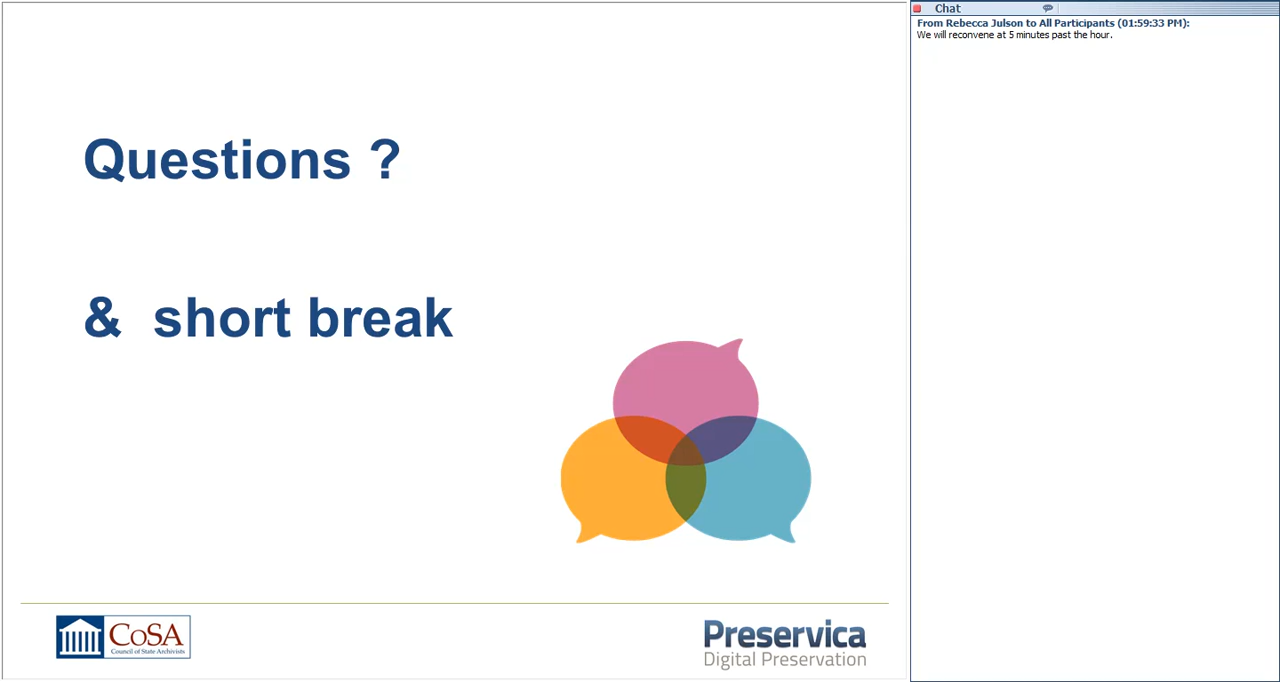 Questions ?
& short break
CoSA
Council of State Archivists
Preservica
Digital Preservation
Chat
From Rebecca Julson to All Participants (01:59:33 PM):
We will reconvene at 5 minutes past the hour.